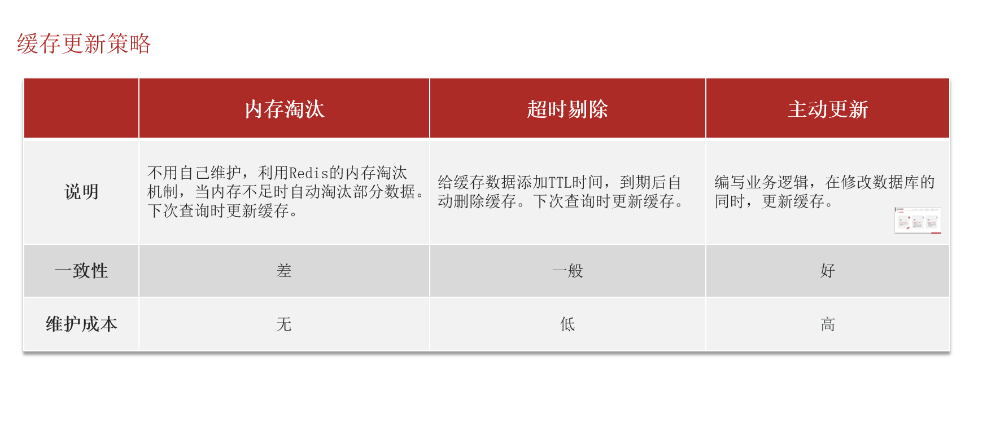 缓存更新策略
内存淘汰
超时剔除
主动更新
说明
不用自己维护，利用Redis的内存淘汰
机制，当内存不足时自动淘汰部分数据。
下次查询时更新缓存。
给缓存数据添加TTL时间，到期后自
动删除缓存。下次查询时更新缓存。
编写业务逻辑，在修改数据库的
同时，更新缓存。
一致性
差
一般
好
维护成本
无
低
高